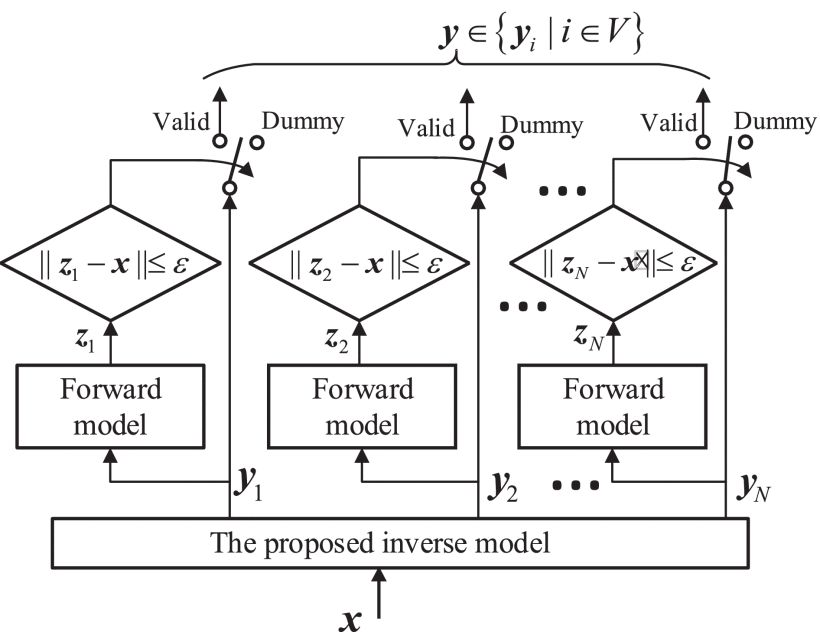 y ∈ {y_i | i ∈ V}
Valid Dummy Valid Dummy Valid Dummy
|| z_1 − x || ≤ ε || z_2 − x || ≤ ε || z_N − x || ≤ ε
z_1 z_2 z_N
Forward model Forward model Forward model
y_1 y_2 y_N
The proposed inverse model
x